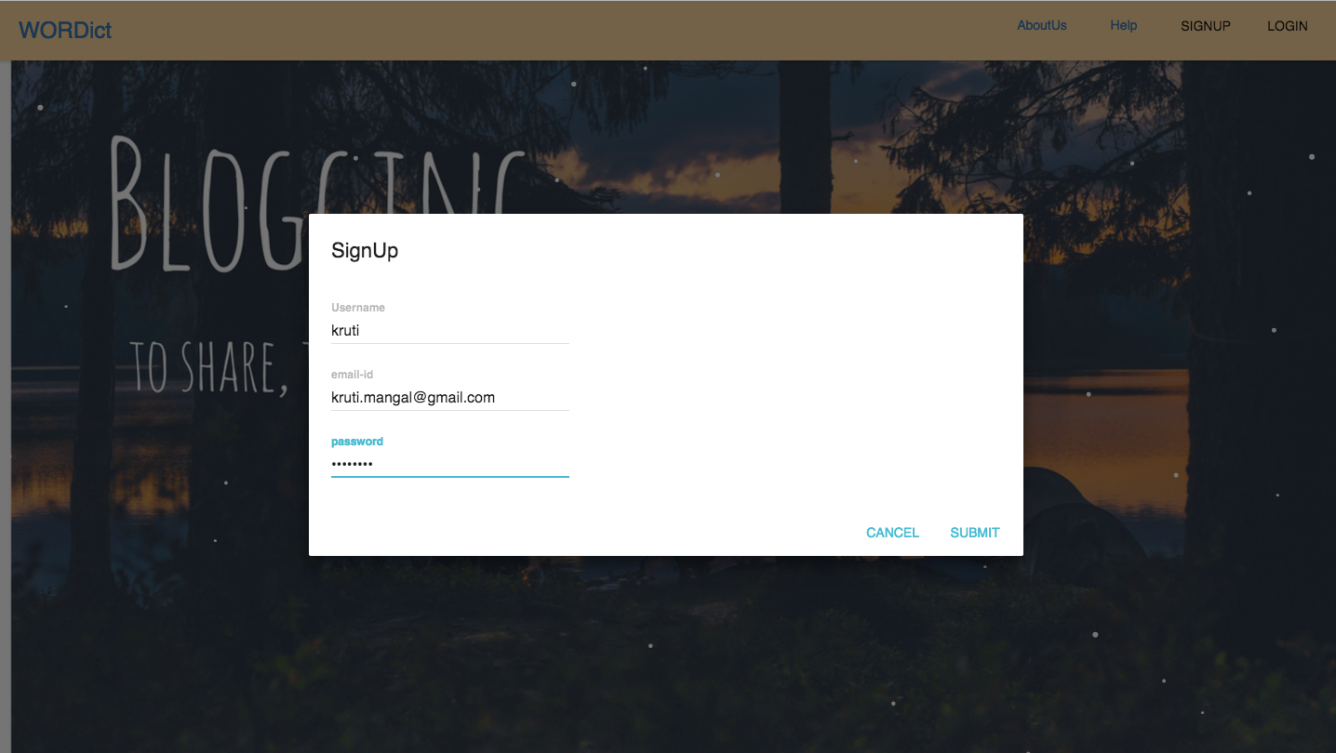 WORDict
AboutUs Help SIGNUP LOGIN
BLOGGING
TO SHARE,
SignUp
Username
kruti
email-id
kruti.mangal@gmail.com
password
••••••••
CANCEL SUBMIT